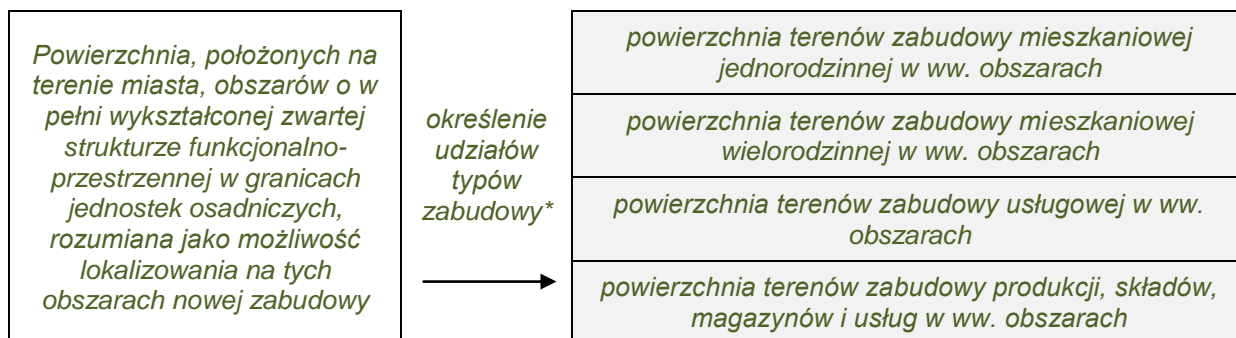 Powierzchnia, położonych na
terenie miasta, obszarów o w
pełni wykształconej zwartej
strukturze funkcjonalno-
przestrzennej w granicach
jednostek osadniczych,
rozumiana jako możliwość
lokalizowania na tych
obszarach nowej zabudowy
określenie
udziałów
typów
zabudowy*
powierzchnia terenów zabudowy mieszkaniowej
jednorodzinnej w ww. obszarach
powierzchnia terenów zabudowy mieszkaniowej
wielorodzinnej w ww. obszarach
powierzchnia terenów zabudowy usługowej w ww.
obszarach
powierzchnia terenów zabudowy produkcji, składów,
magazynów i usług w ww. obszarach